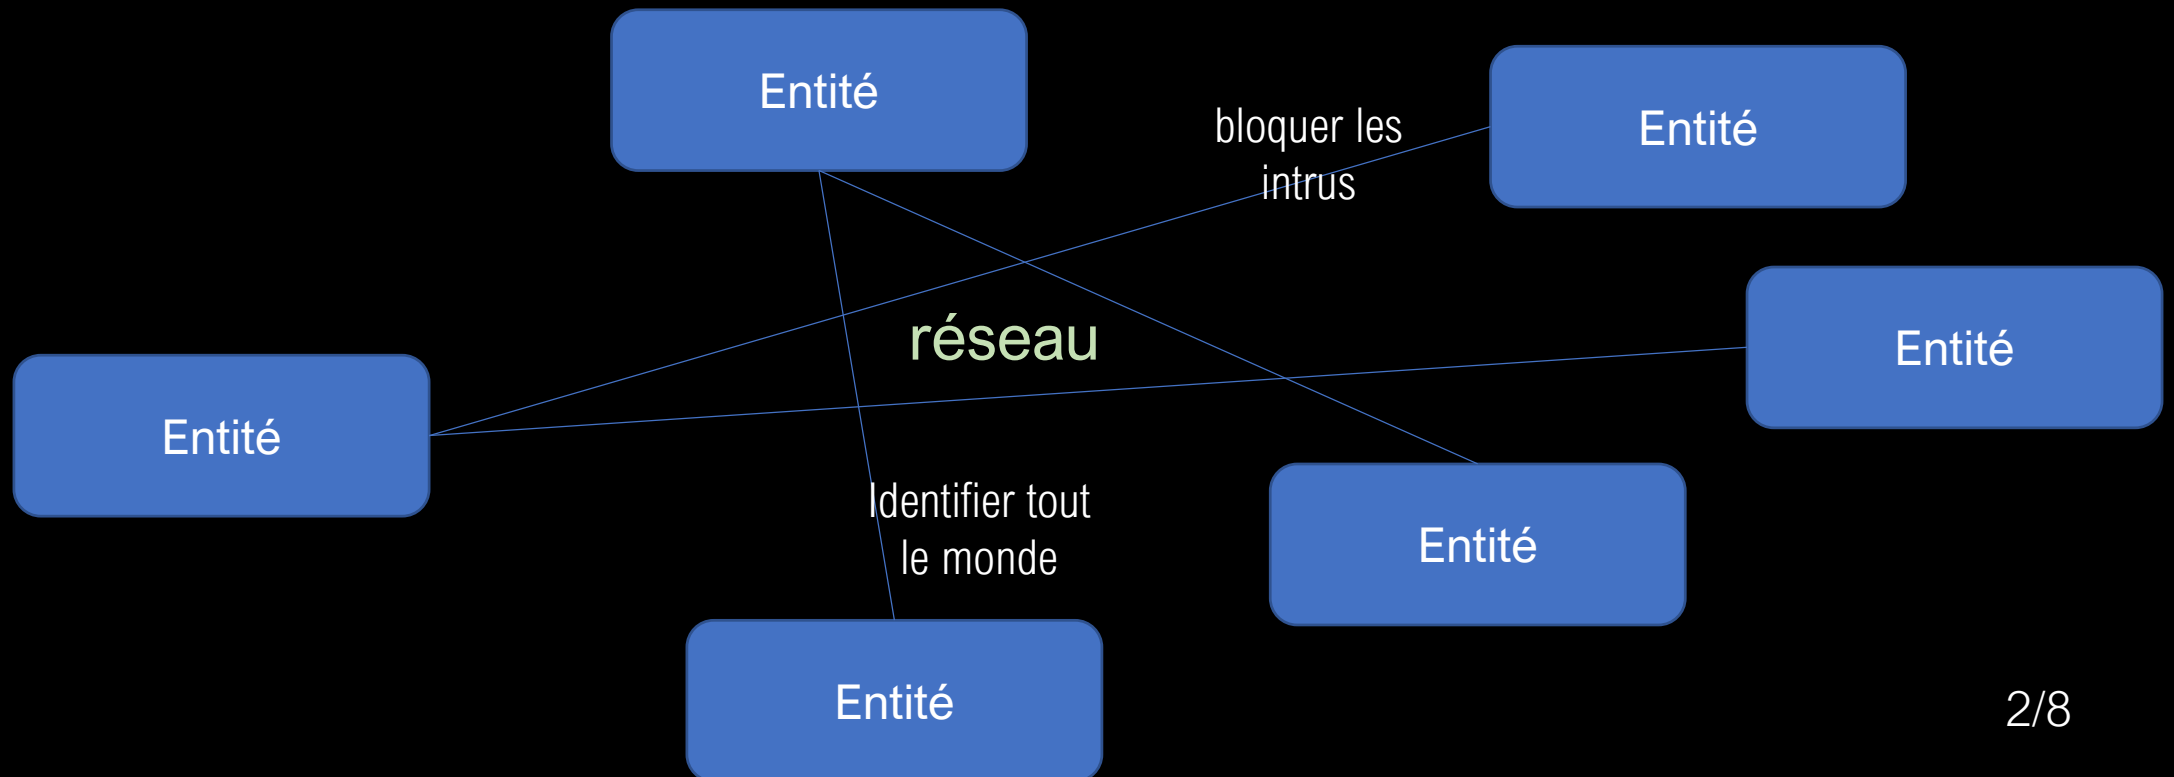 Entité
bloquer les
intrus
Entité
réseau
Entité
Entité
Identifier tout
le monde
Entité
Entité
2/8